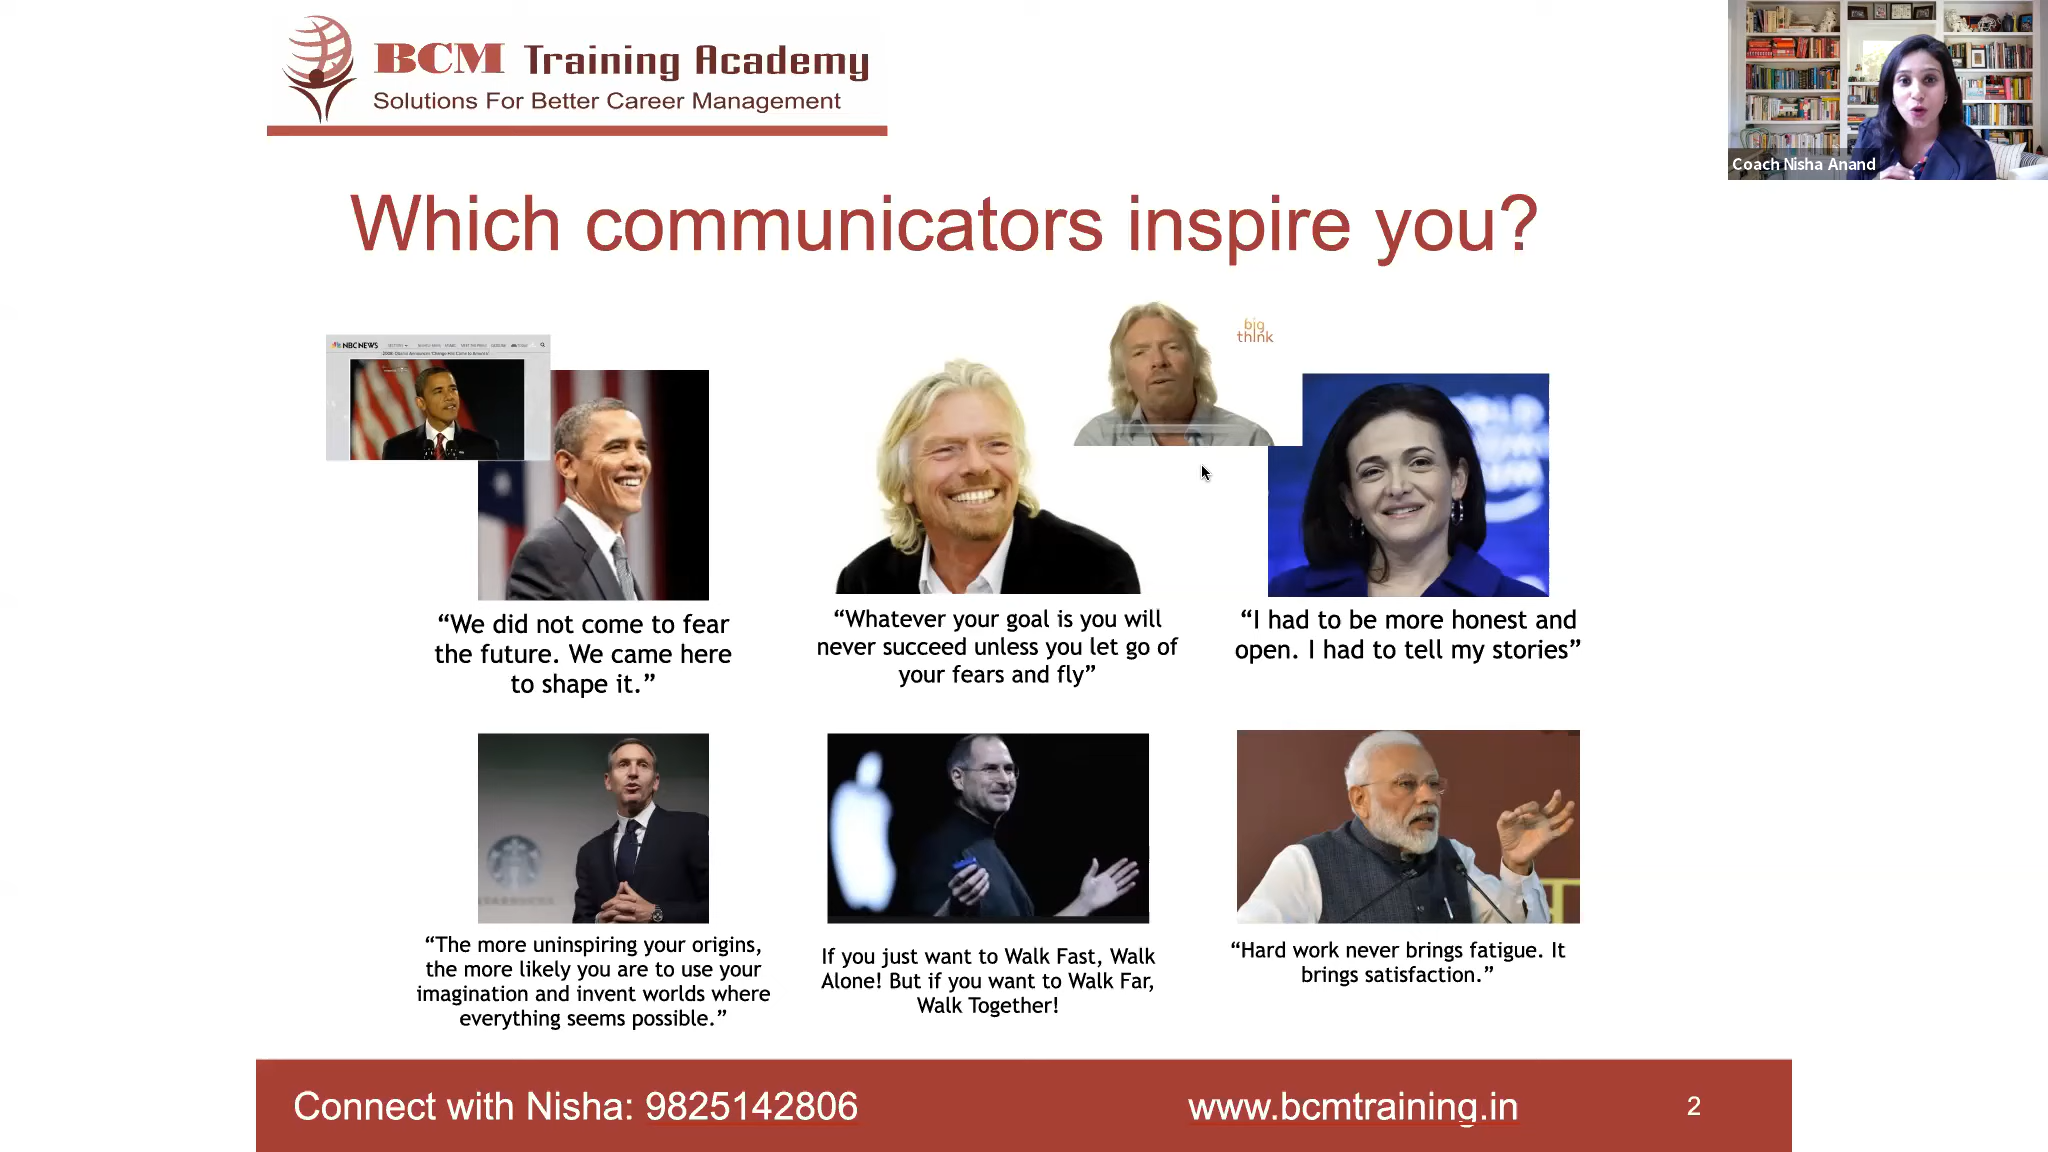 BCM Training Academy
Solutions For Better Career Management
Coach Nisha Anand
Which communicators inspire you?
big
think
NBC NEWS
“We did not come to fear
the future. We came here
to shape it.”
“Whatever your goal is you will
never succeed unless you let go of
your fears and fly”
“I had to be more honest and
open. I had to tell my stories”
“The more uninspiring your origins,
the more likely you are to use your
imagination and invent worlds where
everything seems possible.”
If you just want to Walk Fast, Walk
Alone! But if you want to Walk Far,
Walk Together!
“Hard work never brings fatigue. It
brings satisfaction.”
Connect with Nisha: 9825142806
www.bcmtraining.in
2